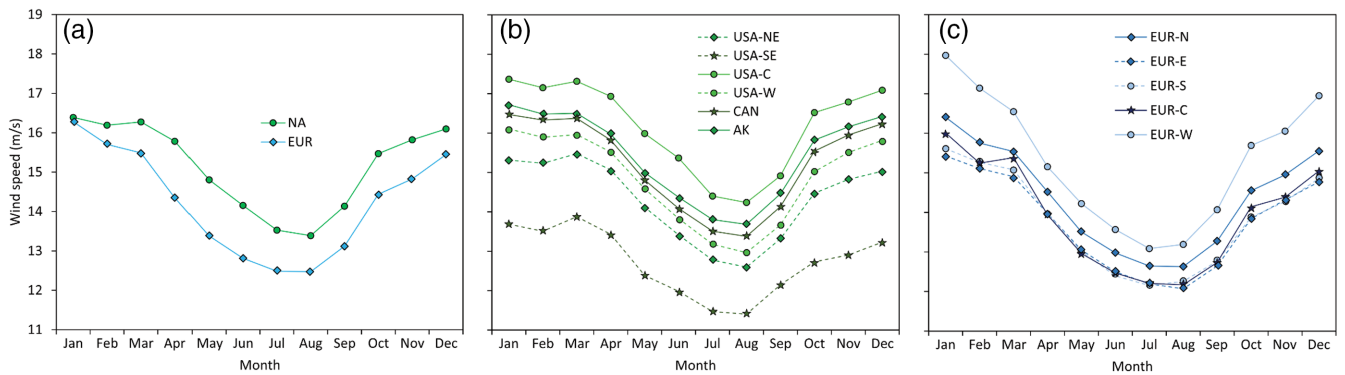 (a)
19
18
17
16
15
14
13
12
11
Wind speed (m/s)
NA
EUR
Jan Feb Mar Apr May Jun Jul Aug Sep Oct Nov Dec
Month
(b)
USA-NE
USA-SE
USA-C
USA-W
CAN
AK
Jan Feb Mar Apr May Jun Jul Aug Sep Oct Nov Dec
Month
(c)
EUR-N
EUR-E
EUR-S
EUR-C
EUR-W
Jan Feb Mar Apr May Jun Jul Aug Sep Oct Nov Dec
Month